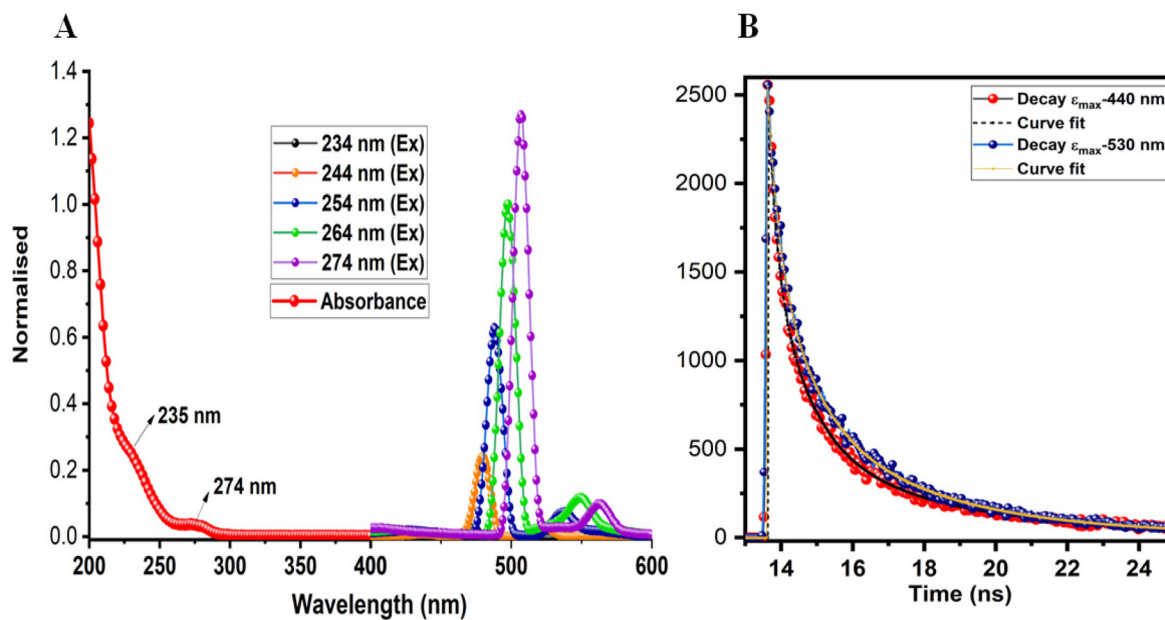 A
B
1.4
1.2
1.0
0.8
0.6
0.4
0.2
0.0
Normalised
234 nm (Ex)
244 nm (Ex)
254 nm (Ex)
264 nm (Ex)
274 nm (Ex)
Absorbance
235 nm
274 nm
200 250 300 350 400 450 500 550 600
Wavelength (nm)
2500
2000
1500
1000
500
0
Decay εmax-440 nm
Curve fit
Decay εmax-530 nm
Curve fit
14 16 18 20 22 24
Time (ns)